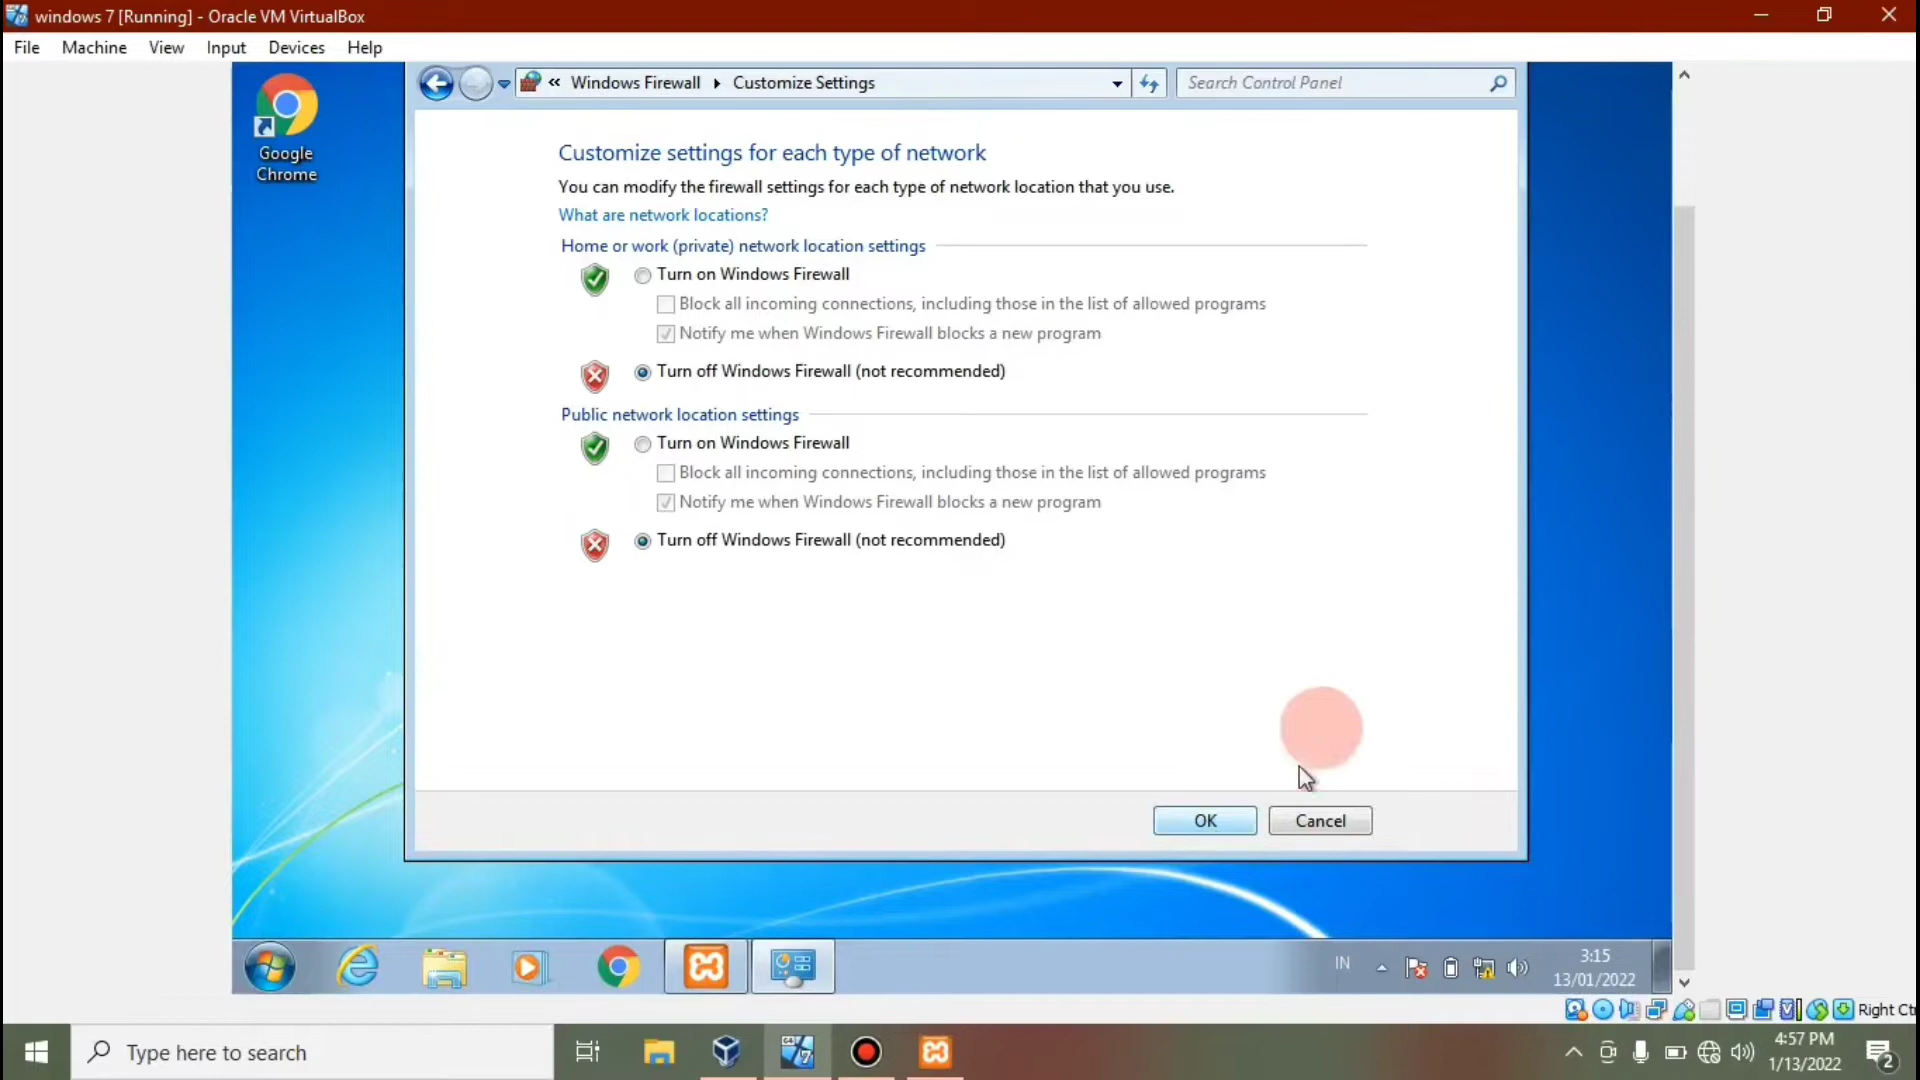 windows 7 [Running] - Oracle VM VirtualBox
File Machine View Input Devices Help
« Windows Firewall Customize Settings
Search Control Panel
Google
Chrome
Customize settings for each type of network
You can modify the firewall settings for each type of network location that you use.
What are network locations?
Home or work (private) network location settings
Turn on Windows Firewall
Block all incoming connections, including those in the list of allowed programs
Notify me when Windows Firewall blocks a new program
Turn off Windows Firewall (not recommended)
Public network location settings
Turn on Windows Firewall
Block all incoming connections, including those in the list of allowed programs
Notify me when Windows Firewall blocks a new program
Turn off Windows Firewall (not recommended)
OK Cancel
IN
3:15
13/01/2022
Right Ct
Type here to search
4:57 PM
1/13/2022
2